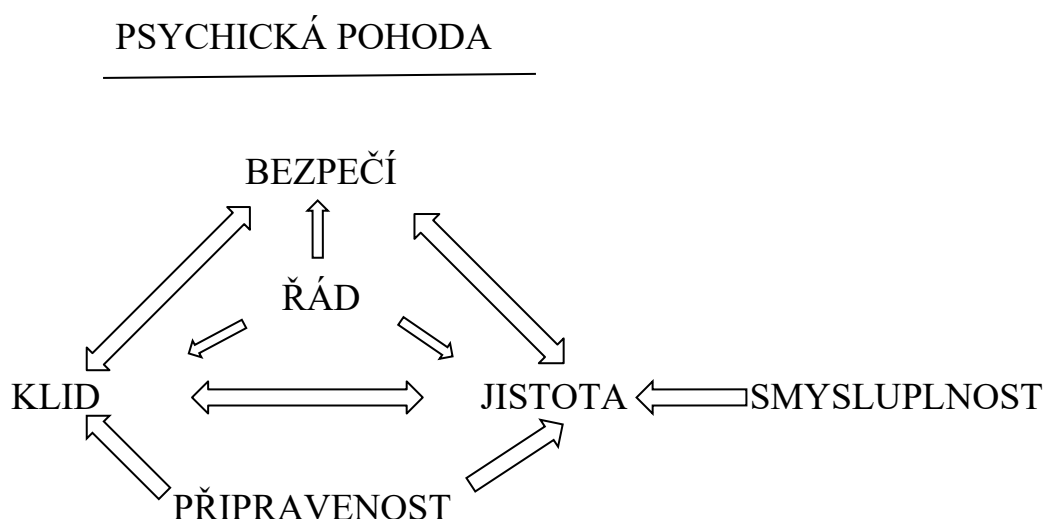 PSYCHICKÁ POHODA
BEZPEČÍ
ŘÁD
KLID JISTOTA SMYSLUPLNOST
PŘIPRAVENOST